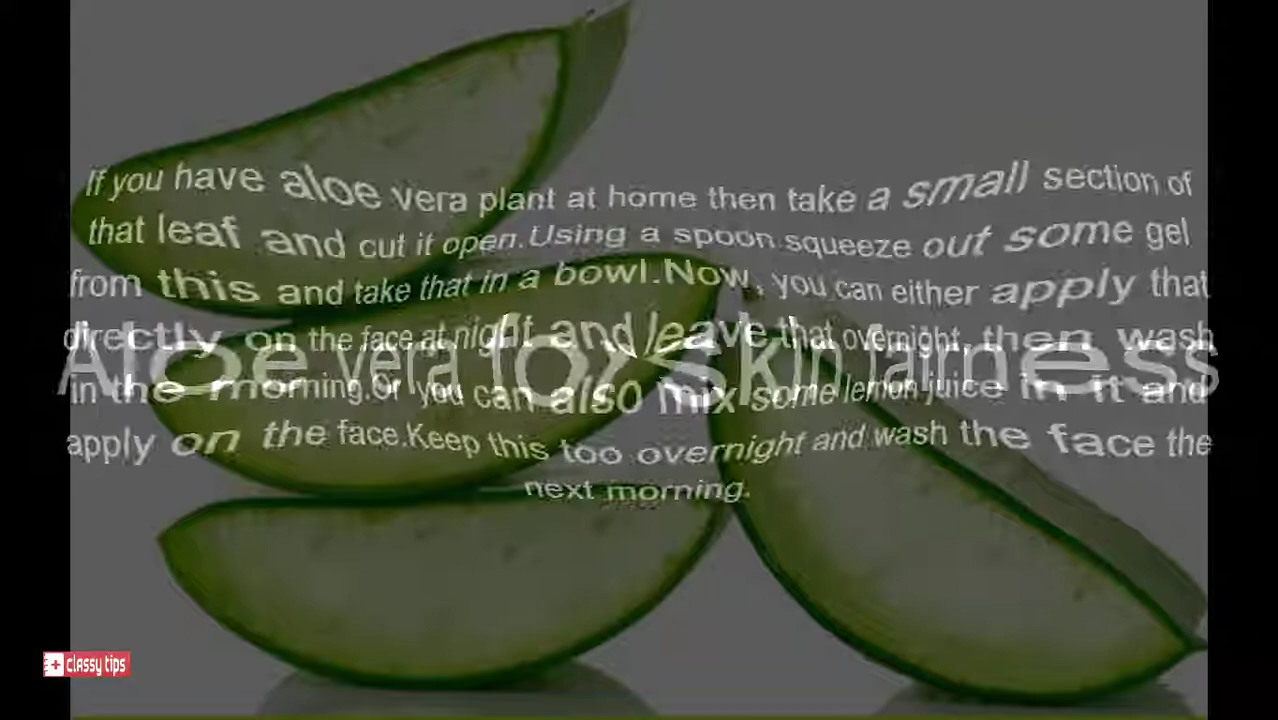 If you have aloe vera plant at home then take a small section of
that leaf and cut it open.Using a spoon squeeze out some gel
from this and take that in a bowl.Now, you can either apply that
directly on the face at night and leave that overnight, then wash
Aloe vera for skin fairness
in the morning.Or you can also mix some lemon juice in it and
apply on the face.Keep this too overnight and wash the face the
next morning.
classy tips